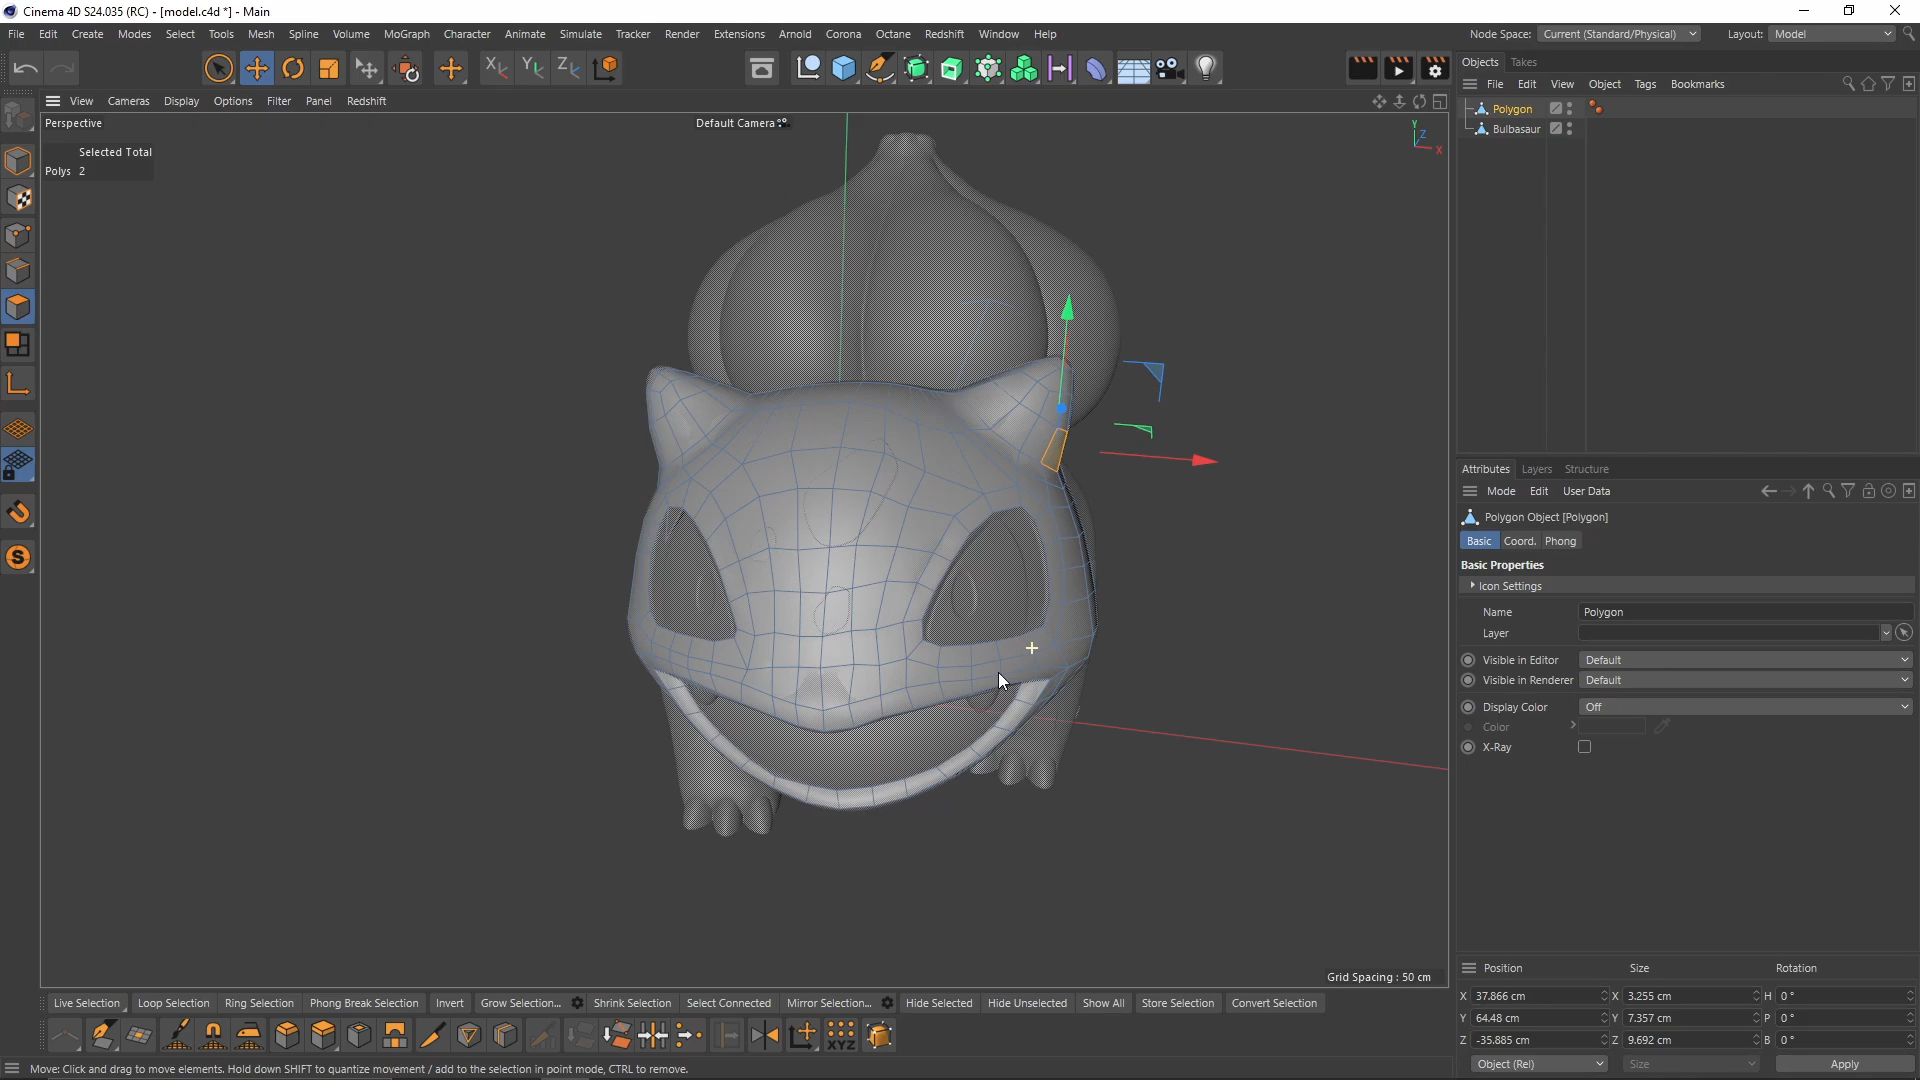 Cinema 4D S24.035 (RC) - [model.c4d *] - Main
File Edit Create Modes Select Tools Mesh Spline Volume MoGraph Character Animate Simulate Tracker Render Extensions Arnold Corona Octane Redshift Window Help Node Space: Current (Standard/Physical) Layout: Model
X Y Z
View Cameras Display Options Filter Panel Redshift
Perspective Default Camera
Y Z X
Selected Total
Polys 2
Objects Takes
File Edit View Object Tags Bookmarks
Polygon
Bulbasaur
Attributes Layers Structure
Mode Edit User Data
Polygon Object [Polygon]
Basic Coord. Phong
Basic Properties
Icon Settings
Name Polygon
Layer
Visible in Editor Default
Visible in Renderer Default
Display Color Off
Color
X-Ray
Grid Spacing : 50 cm
Position Size Rotation
X 37.866 cm X 3.255 cm H 0 °
Y 64.48 cm Y 7.357 cm P 0 °
Z -35.885 cm Z 9.692 cm B 0 °
Object (Rel) Size Apply
Live Selection Loop Selection Ring Selection Phong Break Selection Invert Grow Selection... Shrink Selection Select Connected Mirror Selection... Hide Selected Hide Unselected Show All Store Selection Convert Selection
XYZ
Move: Click and drag to move elements. Hold down SHIFT to quantize movement / add to the selection in point mode, CTRL to remove.